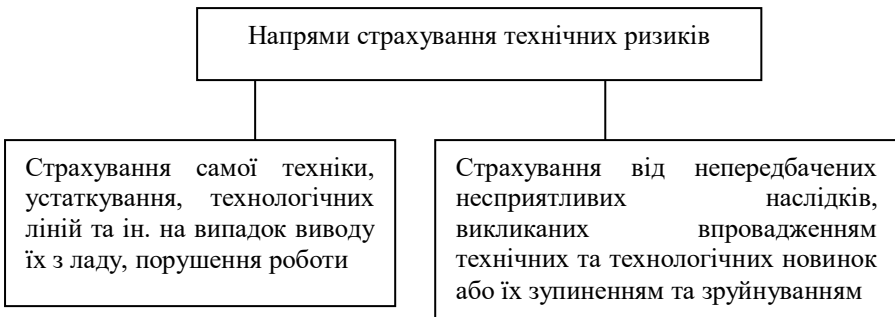 Напрями страхування технічних ризиків
Страхування самої техніки,
устаткування, технологічних
ліній та ін. на випадок виводу
їх з ладу, порушення роботи
Страхування від непередбачених
несприятливих наслідків,
викликаних впровадженням
технічних та технологічних новинок
або їх зупиненням та зруйнуванням